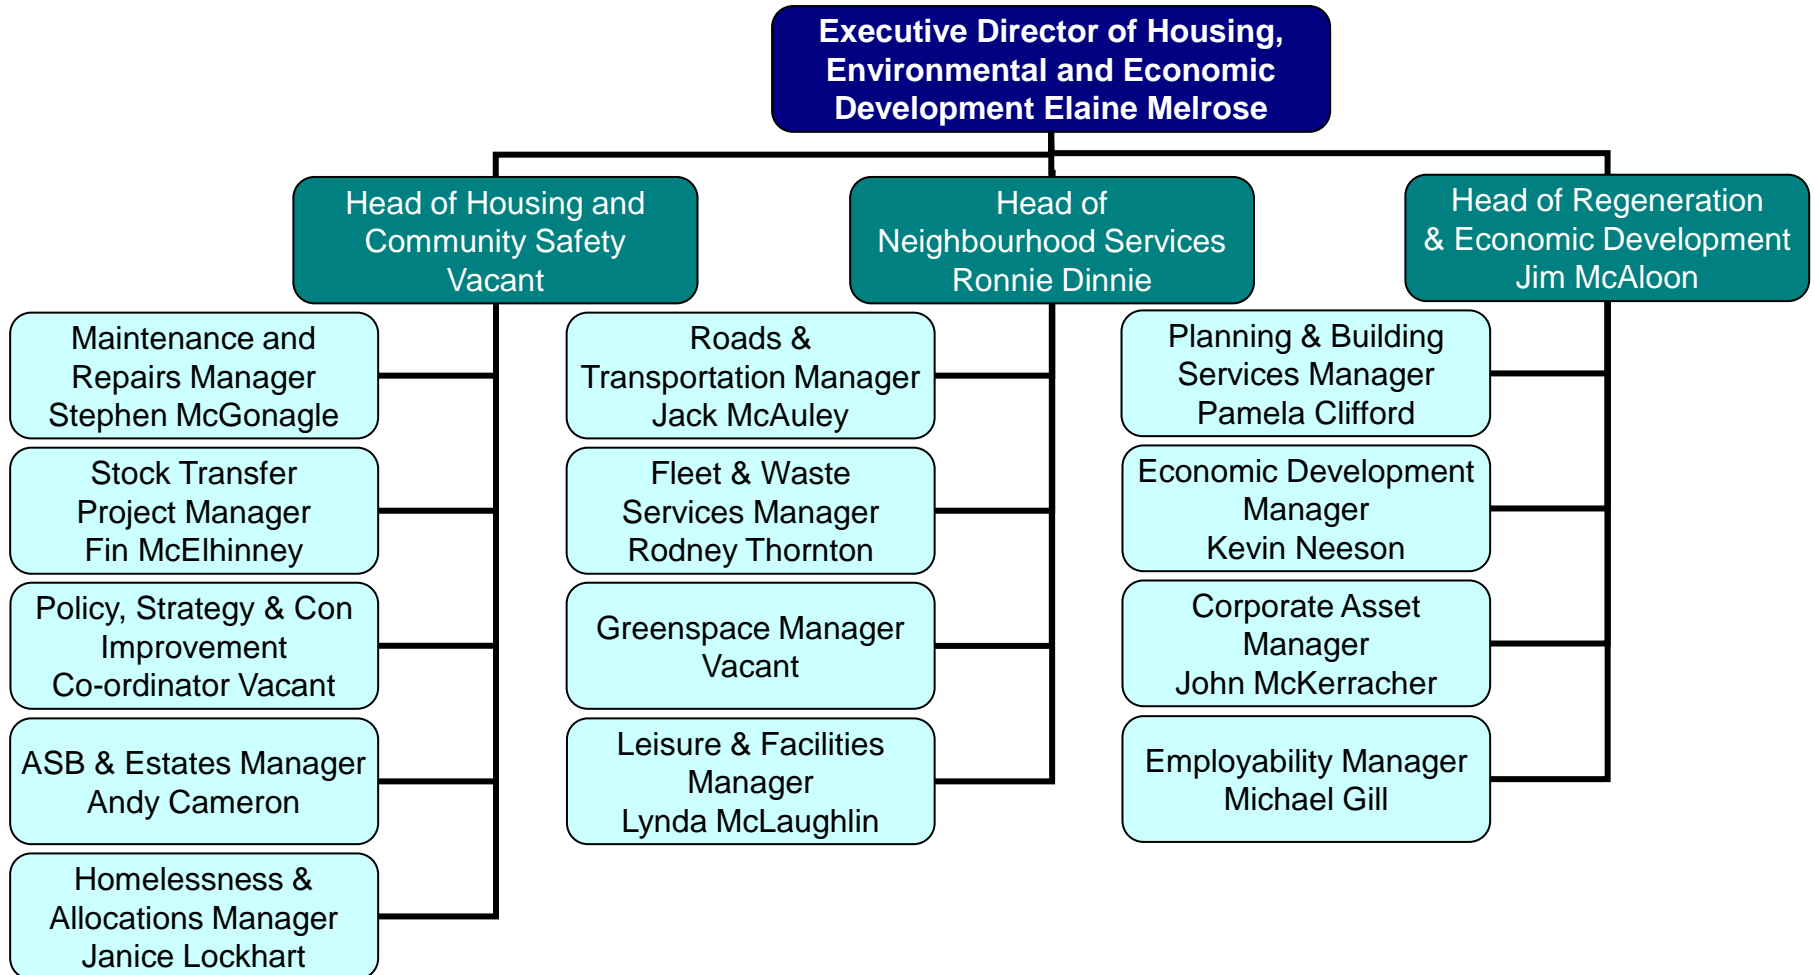 Executive Director of Housing,
Environmental and Economic
Development Elaine Melrose
Head of Housing and
Community Safety
Vacant
Head of
Neighbourhood Services
Ronnie Dinnie
Head of Regeneration
& Economic Development
Jim McAloon
Maintenance and
Repairs Manager
Stephen McGonagle
Stock Transfer
Project Manager
Fin McElhinney
Policy, Strategy & Con
Improvement
Co-ordinator Vacant
ASB & Estates Manager
Andy Cameron
Homelessness &
Allocations Manager
Janice Lockhart
Roads &
Transportation Manager
Jack McAuley
Fleet & Waste
Services Manager
Rodney Thornton
Greenspace Manager
Vacant
Leisure & Facilities
Manager
Lynda McLaughlin
Planning & Building
Services Manager
Pamela Clifford
Economic Development
Manager
Kevin Neeson
Corporate Asset
Manager
John McKerracher
Employability Manager
Michael Gill